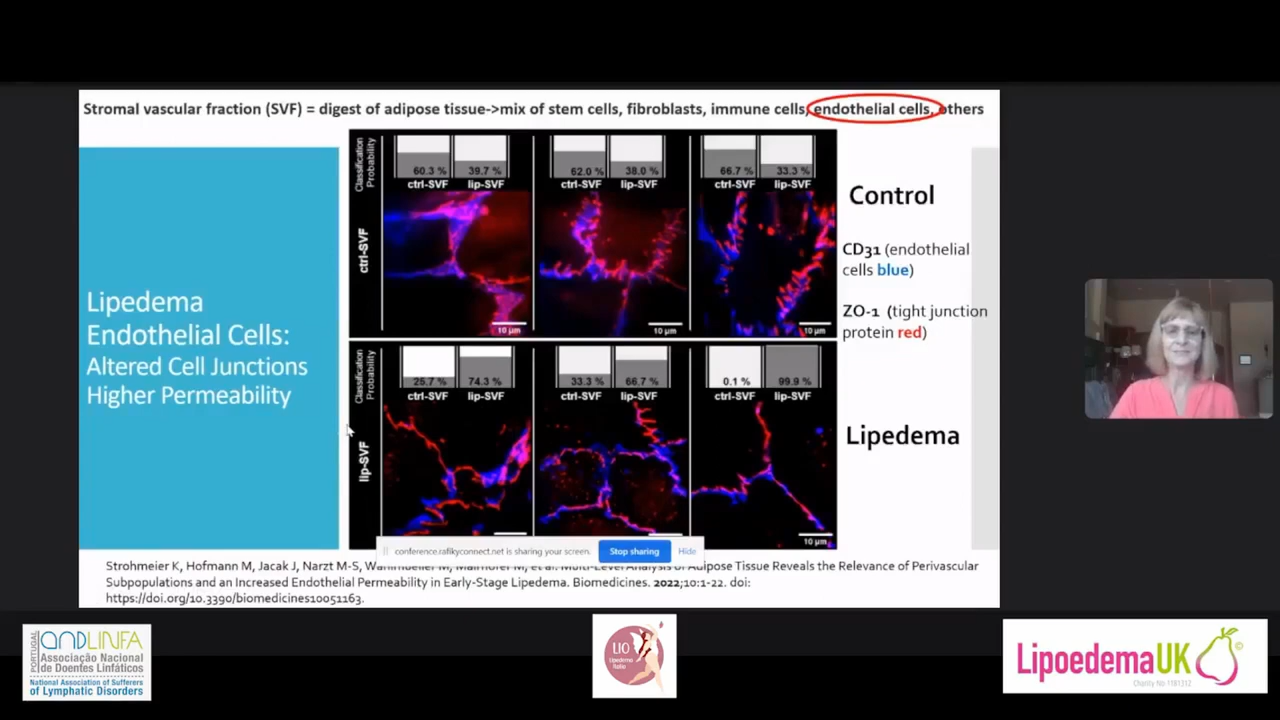 Stromal vascular fraction (SVF) = digest of adipose tissue->mix of stem cells, fibroblasts, immune cells, endothelial cells, others
Lipedema
Endothelial Cells:
Altered Cell Junctions
Higher Permeability
Classification
Probability
60.3 % 39.7 % 62.0 % 38.0 % 66.7 % 33.3 %
ctrl-SVF lip-SVF ctrl-SVF lip-SVF ctrl-SVF lip-SVF
ctrl-SVF
10 µm 10 µm 10 µm
Classification
Probability
25.7 % 74.3 % 33.3 % 66.7 % 0.1 % 99.9 %
ctrl-SVF lip-SVF ctrl-SVF lip-SVF ctrl-SVF lip-SVF
lip-SVF
10 µm
Control
CD31 (endothelial
cells blue)
ZO-1 (tight junction
protein red)
Lipedema
conference.rafikyconnect.net is sharing your screen. Stop sharing Hide
Strohmeier K, Hofmann M, Jacak J, Narzt M-S, Adipose Tissue Reveals the Relevance of Perivascular
Subpopulations and an Increased Endothelial Permeability in Early-Stage Lipedema. Biomedicines. 2022;10:1-22. doi:
https://doi.org/10.3390/biomedicines10051163.
PORTUGAL
ANDLINFA
Associação Nacional
de Doentes Linfáticos
National Association of Sufferers
of Lymphatic Disorders
LIO
Lipedema
LipoedemaUK
Charity No 1181312